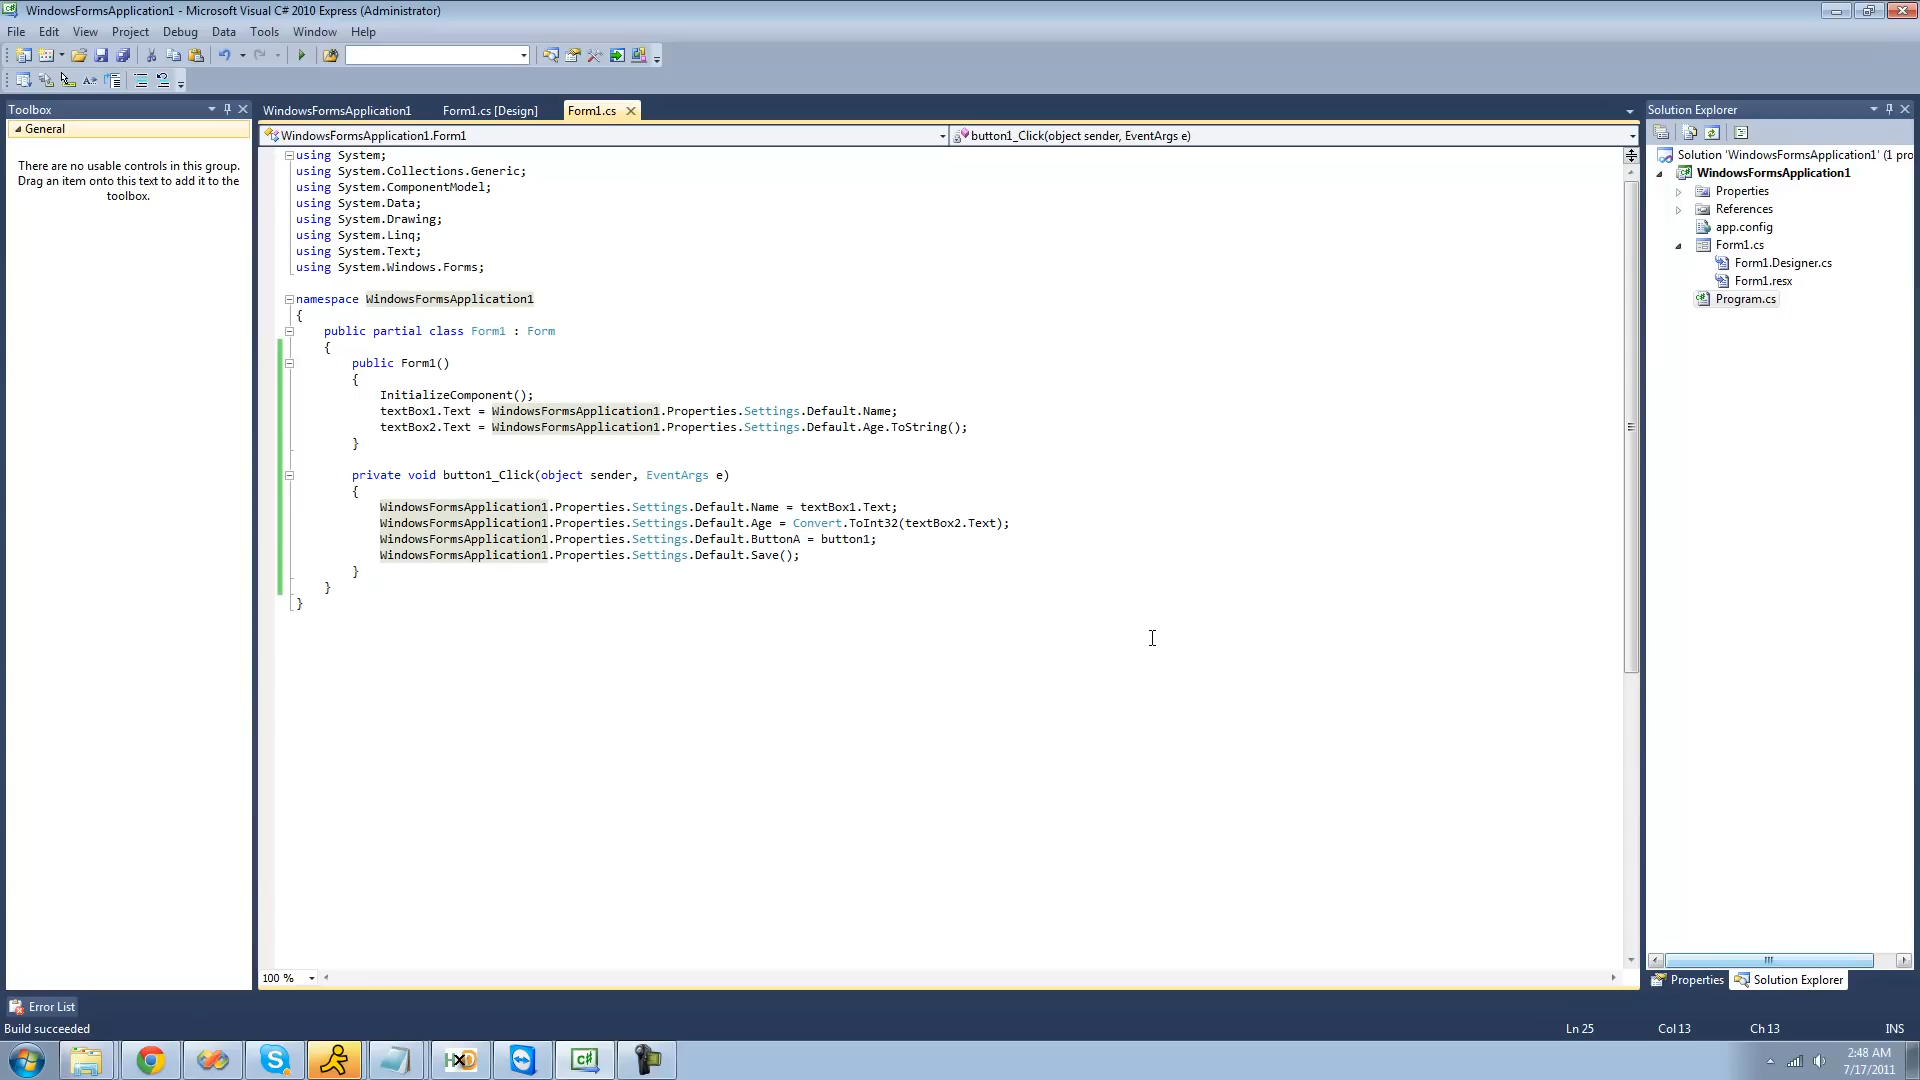 WindowsFormsApplication1 - Microsoft Visual C# 2010 Express (Administrator)
File Edit View Project Debug Data Tools Window Help
Toolbox
General
There are no usable controls in this group.
Drag an item onto this text to add it to the
toolbox.
WindowsFormsApplication1 Form1.cs [Design] Form1.cs
WindowsFormsApplication1.Form1 button1_Click(object sender, EventArgs e)
using System;
using System.Collections.Generic;
using System.ComponentModel;
using System.Data;
using System.Drawing;
using System.Linq;
using System.Text;
using System.Windows.Forms;
namespace WindowsFormsApplication1
{
public partial class Form1 : Form
{
public Form1()
{
InitializeComponent();
textBox1.Text = WindowsFormsApplication1.Properties.Settings.Default.Name;
textBox2.Text = WindowsFormsApplication1.Properties.Settings.Default.Age.ToString();
}
private void button1_Click(object sender, EventArgs e)
{
WindowsFormsApplication1.Properties.Settings.Default.Name = textBox1.Text;
WindowsFormsApplication1.Properties.Settings.Default.Age = Convert.ToInt32(textBox2.Text);
WindowsFormsApplication1.Properties.Settings.Default.ButtonA = button1;
WindowsFormsApplication1.Properties.Settings.Default.Save();
}
}
}
100 %
Solution Explorer
Solution 'WindowsFormsApplication1' (1 pro
WindowsFormsApplication1
Properties
References
app.config
Form1.cs
Form1.Designer.cs
Form1.resx
Program.cs
Properties Solution Explorer
Error List
Build succeeded Ln 25 Col 13 Ch 13 INS
2:48 AM
7/17/2011